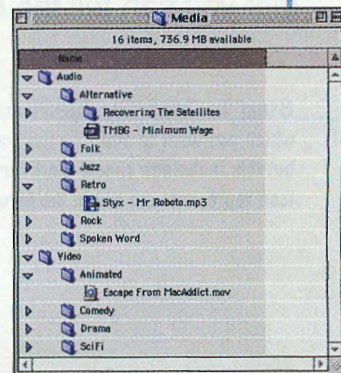 Media
16 items, 736.9 MB available
Name
Audio
Alternative
Recovering The Satellites
TMBG - Minimum Wage
Folk
Jazz
Retro
Styx - Mr Roboto.mp3
Rock
Spoken Word
Video
Animated
Escape From MacAddict.mov
Comedy
Drama
SciFi